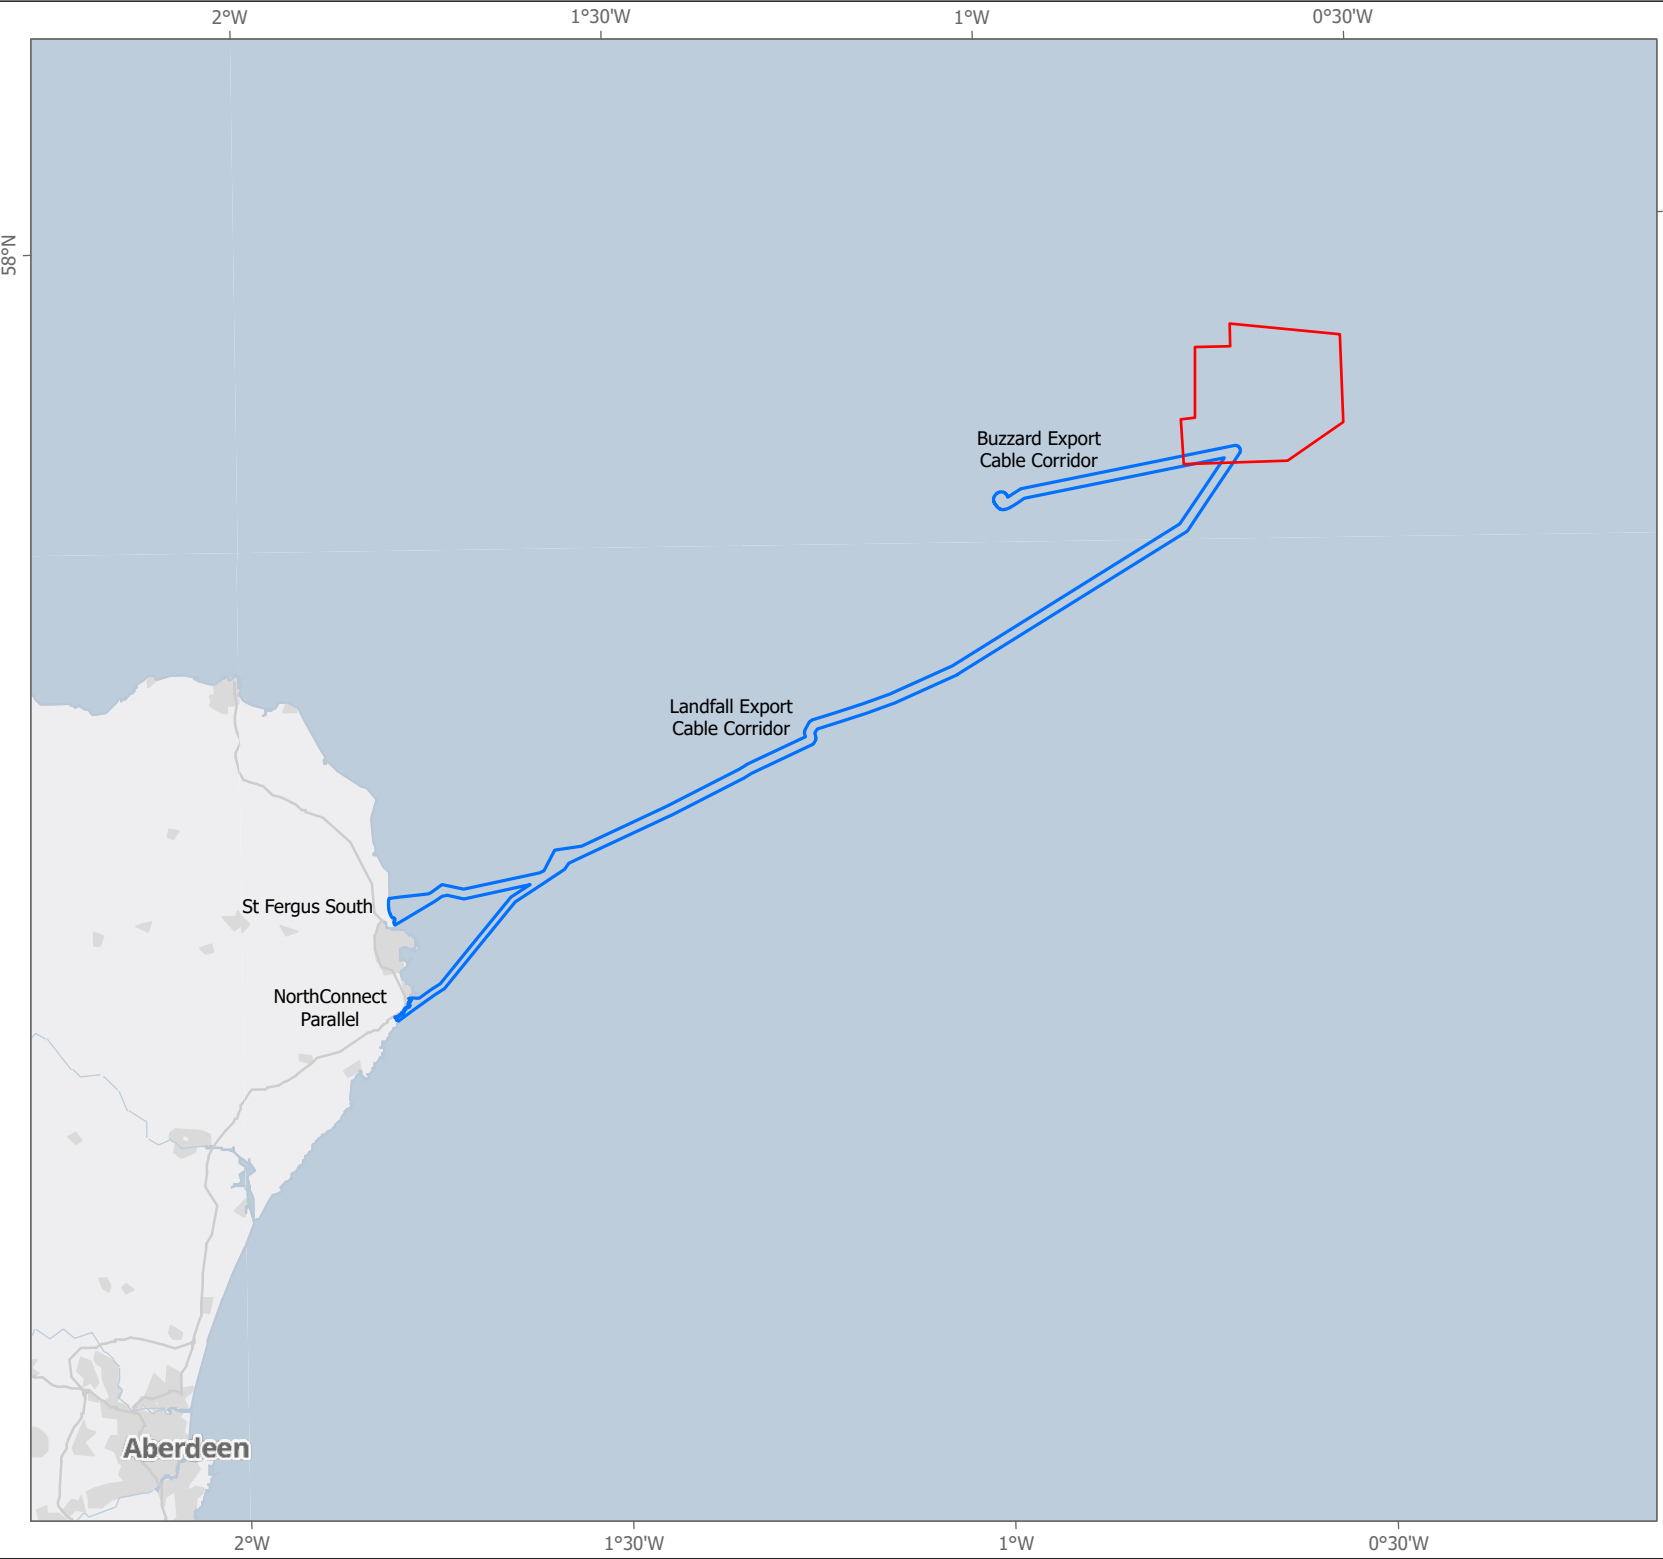 2°W 1°30'W 1°W 0°30'W
58°N
Buzzard Export
Cable Corridor
Landfall Export
Cable Corridor
St Fergus South
NorthConnect
Parallel
Aberdeen
2°W 1°30'W 1°W 0°30'W